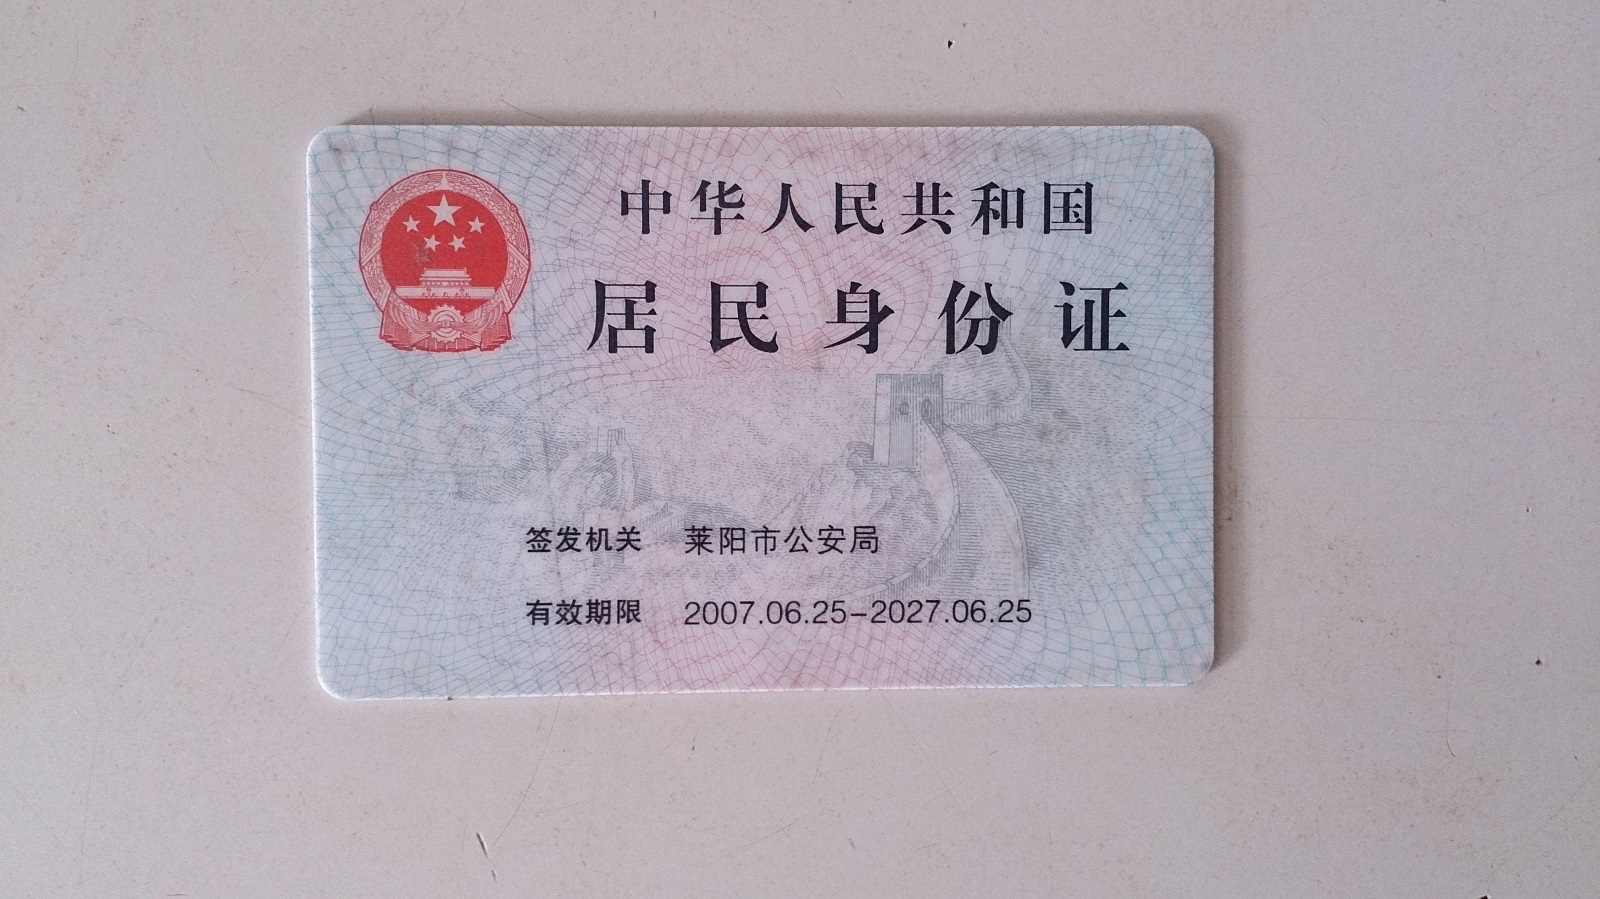 中华人民共和国
居民身份证
签发机关 莱阳市公安局
有效期限 2007.06.25-2027.06.25